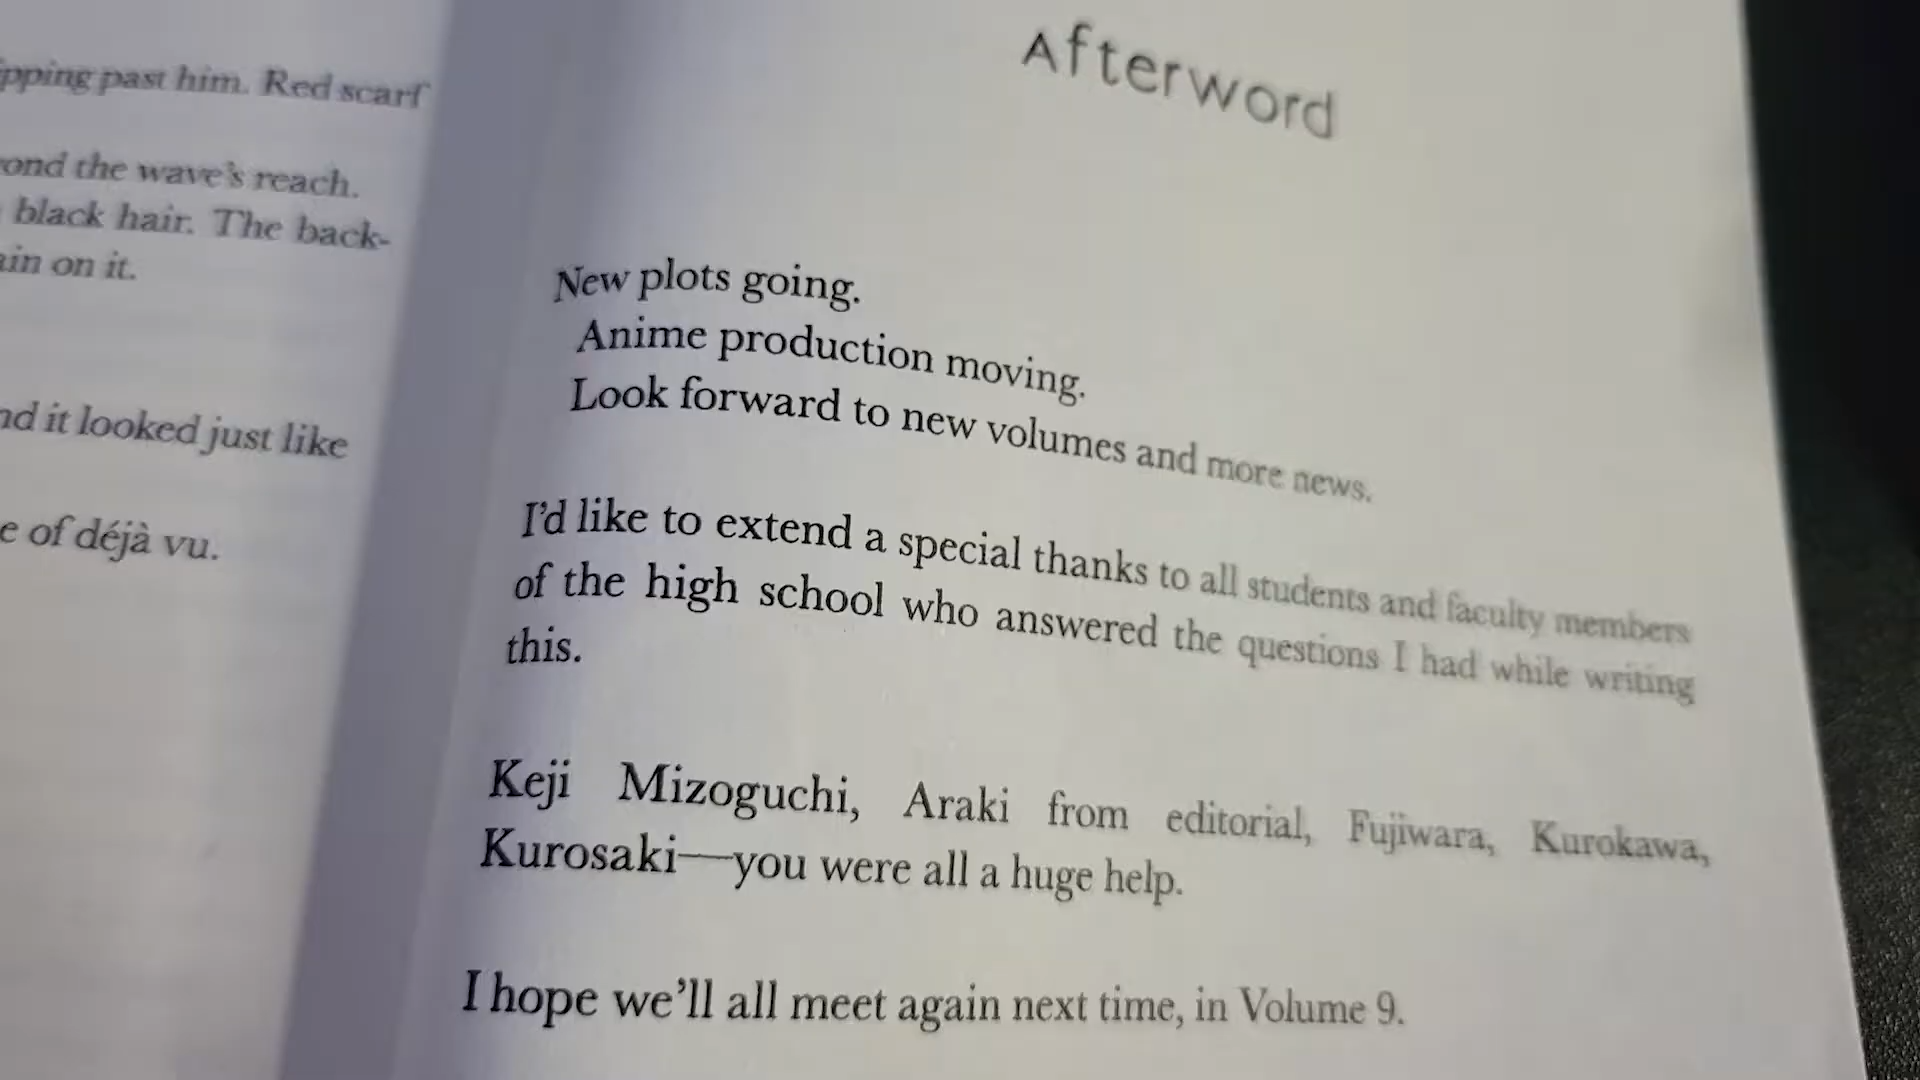 past him. Red scarf
the wave's reach.
black hair. The back-
on it.
it looked just like
of déjà vu.
Afterword
New plots going.
Anime production moving.
Look forward to new volumes and more news.
I'd like to extend a special thanks to all students and faculty members
of the high school who answered the questions I had while writing
this.
Keji Mizoguchi, Araki from editorial, Fujiwara, Kurokawa,
Kurosaki—you were all a huge help.
I hope we'll all meet again next time, in Volume 9.